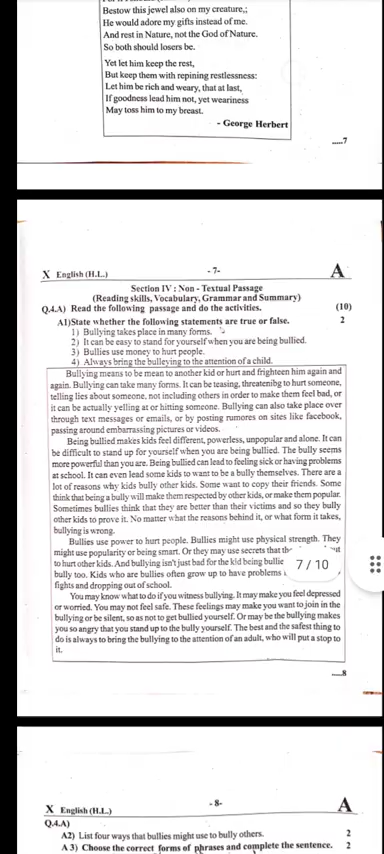 Bestow this jewel also on my creature,;
He would adore my gifts instead of me.
And rest in Nature, not the God of Nature.
So both should losers be.
Yet let him keep the rest,
But keep them with repining restlessness:
Let him be rich and weary, that at last,
If goodness lead him not, yet weariness
May toss him to my breast.
- George Herbert
.....7
X English (H.L.)
- 7-
A
Section IV : Non - Textual Passage
(Reading skills, Vocabulary, Grammar and Summary)
Q.4.A) Read the following passage and do the activities. (10)
A1)State whether the following statements are true or false. 2
1) Bullying takes place in many forms.
2) It can be easy to stand for yourself when you are being bullied.
3) Bullies use money to hurt people.
4) Always bring the bulleying to the attention of a child.
Bullying means to be mean to another kid or hurt and frighteen him again and
again. Bullying can take many forms. It can be teasing, threatenibg to hurt someone,
telling lies about someone, not including others in order to make them feel bad, or
it can be actually yelling at or hitting someone. Bullying can also take place over
through text messages or emails, or by posting rumores on sites like facebook,
passing around embarrassing pictures or videos.
Being bullied makes kids feel different, powerless, unpopular and alone. It can
be difficult to stand up for yourself when you are being bullied. The bully seems
more powerful than you are. Being bullied can lead to feeling sick or having problems
at school. It can even lead some kids to want to be a bully themselves. There are a
lot of reasons why kids bully other kids. Some want to copy their friends. Some
think that being a bully will make them respected by other kids, or make them popular.
Sometimes bullies think that they are better than their victims and so they bully
other kids to prove it. No matter what the reasons behind it, or what form it takes,
bullying is wrong.
Bullies use power to hurt people. Bullies might use physical strength. They
might use popularity or being smart. Or they may use secrets that
to hurt other kids. And bullying isn't just bad for the kid being
bully too. Kids who are bullies often grow up to have problems
fights and dropping out of school.
7 / 10
You may know what to do if you witness bullying. It may make you feel depressed
or worried. You may not feel safe. These feelings may make you want to join in the
bullying or be silent, so as not to get bullied yourself. Or may be the bullying makes
you so angry that you stand up to the bully yourself. The best and the safest thing to
do is always to bring the bullying to the attention of an adult, who will put a stop to
it.
.....8
X English (H.L.)
-8-
A
Q.4.A)
A2) List four ways that bullies might use to bully others. 2
A 3) Choose the correct forms of phrases and complete the sentence. 2